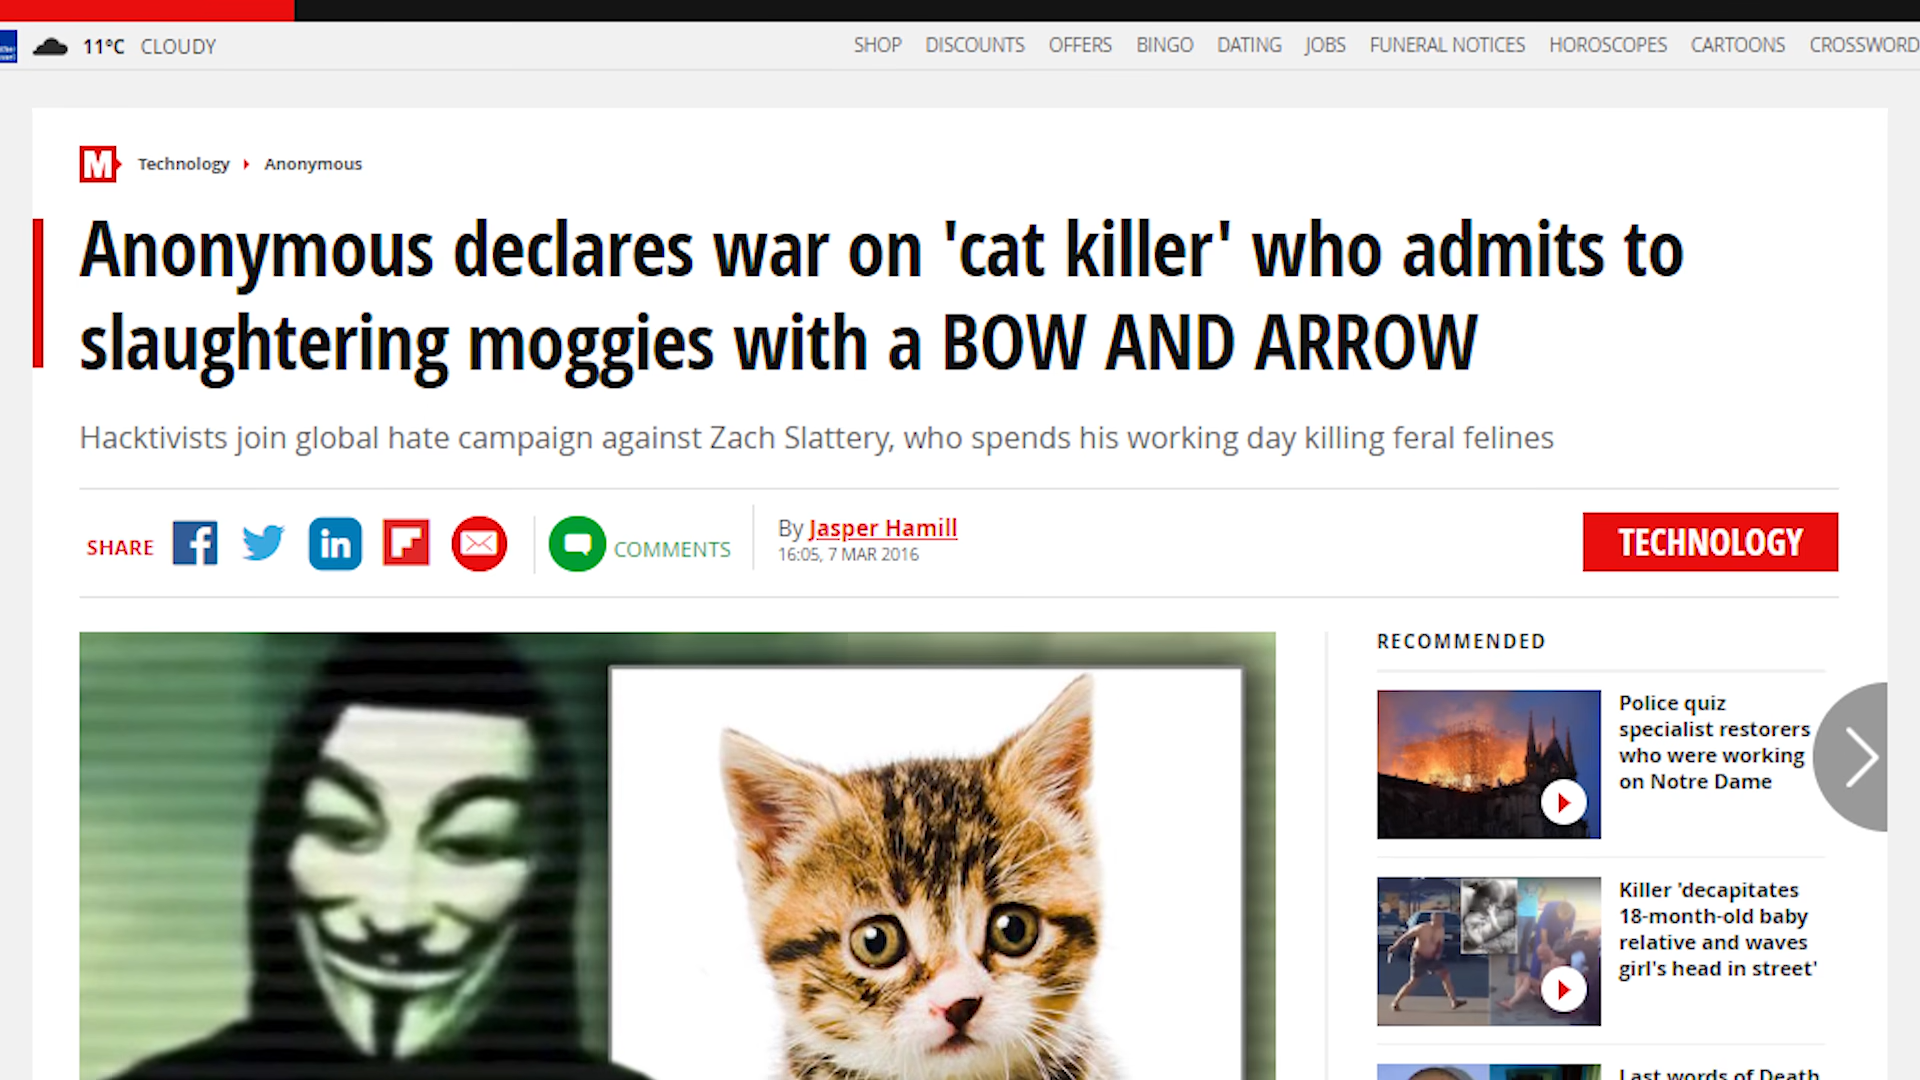 11°C CLOUDY
SHOP DISCOUNTS OFFERS BINGO DATING JOBS FUNERAL NOTICES HOROSCOPES CARTOONS CROSSWORD
M Technology Anonymous
Anonymous declares war on 'cat killer' who admits to
slaughtering moggies with a BOW AND ARROW
Hacktivists join global hate campaign against Zach Slattery, who spends his working day killing feral felines
SHARE
in
COMMENTS
By Jasper Hamill
16:05, 7 MAR 2016
TECHNOLOGY
RECOMMENDED
Police quiz
specialist restorers
who were working
on Notre Dame
Killer 'decapitates
18-month-old baby
relative and waves
girl's head in street'
Last words of Death